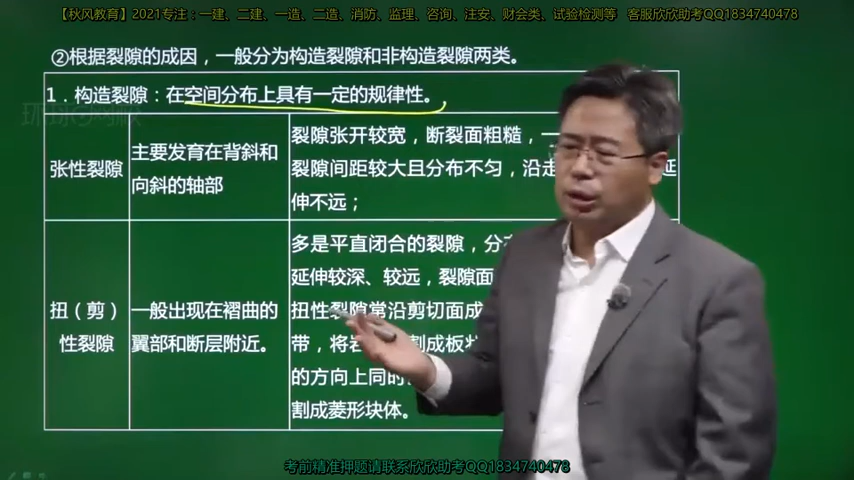 【秋风教育】2021专注：一建、二建、一造、二造、消防、监理、咨询、注安、财会类、试验检测等 客服欣欣助考QQ1834740478
②根据裂隙的成因，一般分为构造裂隙和非构造裂隙两类。
1．构造裂隙：在空间分布上具有一定的规律性。
张性裂隙
主要发育在背斜和
向斜的轴部
裂隙张开较宽，断裂面粗糙，一
裂隙间距较大且分布不匀，沿走 延
伸不远；
扭（剪）
性裂隙
一般出现在褶曲的
翼部和断层附近。
多是平直闭合的裂隙，分
延伸较深、较远，裂隙面
扭性裂隙常沿剪切面成
带，将 割成板
的方向上同时
割成菱形块体。
考前精准押题请联系欣欣助考QQ1834740478